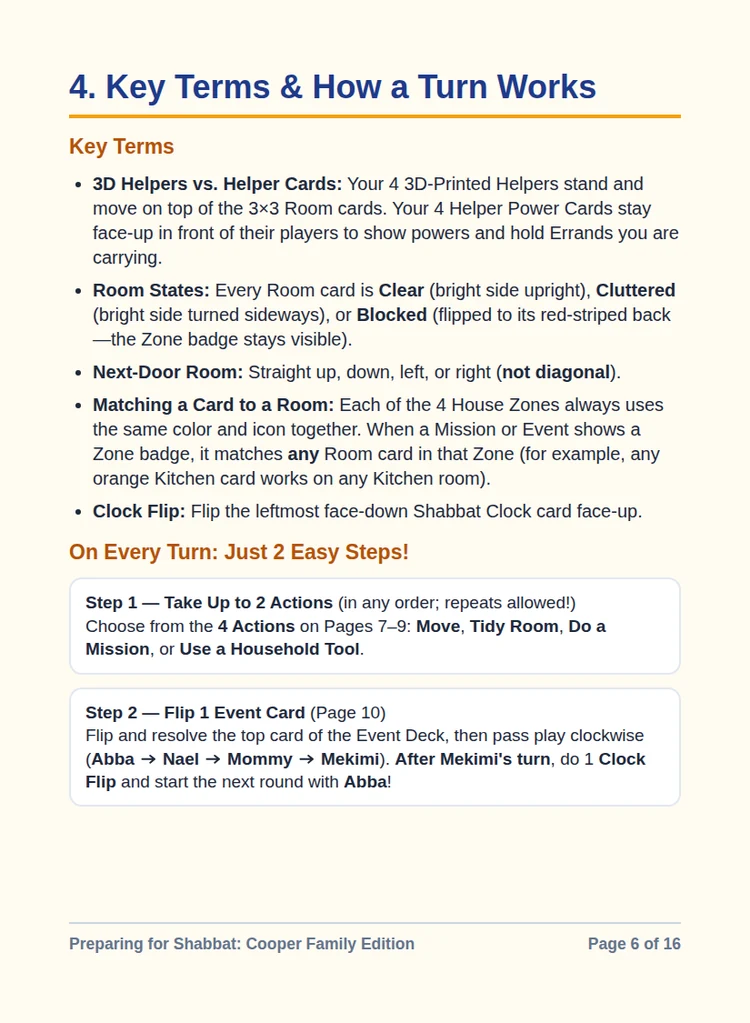 4. Key Terms & How a Turn Works
Key Terms
• 3D Helpers vs. Helper Cards: Your 4 3D-Printed Helpers stand and
move on top of the 3×3 Room cards. Your 4 Helper Power Cards stay
face-up in front of their players to show powers and hold Errands you are
carrying.
• Room States: Every Room card is Clear (bright side upright), Cluttered
(bright side turned sideways), or Blocked (flipped to its red-striped back
—the Zone badge stays visible).
• Next-Door Room: Straight up, down, left, or right (not diagonal).
• Matching a Card to a Room: Each of the 4 House Zones always uses
the same color and icon together. When a Mission or Event shows a
Zone badge, it matches any Room card in that Zone (for example, any
orange Kitchen card works on any Kitchen room).
• Clock Flip: Flip the leftmost face-down Shabbat Clock card face-up.
On Every Turn: Just 2 Easy Steps!
Step 1 — Take Up to 2 Actions (in any order; repeats allowed!)
Choose from the 4 Actions on Pages 7–9: Move, Tidy Room, Do a
Mission, or Use a Household Tool.
Step 2 — Flip 1 Event Card (Page 10)
Flip and resolve the top card of the Event Deck, then pass play clockwise
(Abba → Nael → Mommy → Mekimi). After Mekimi's turn, do 1 Clock
Flip and start the next round with Abba!
Preparing for Shabbat: Cooper Family Edition
Page 6 of 16